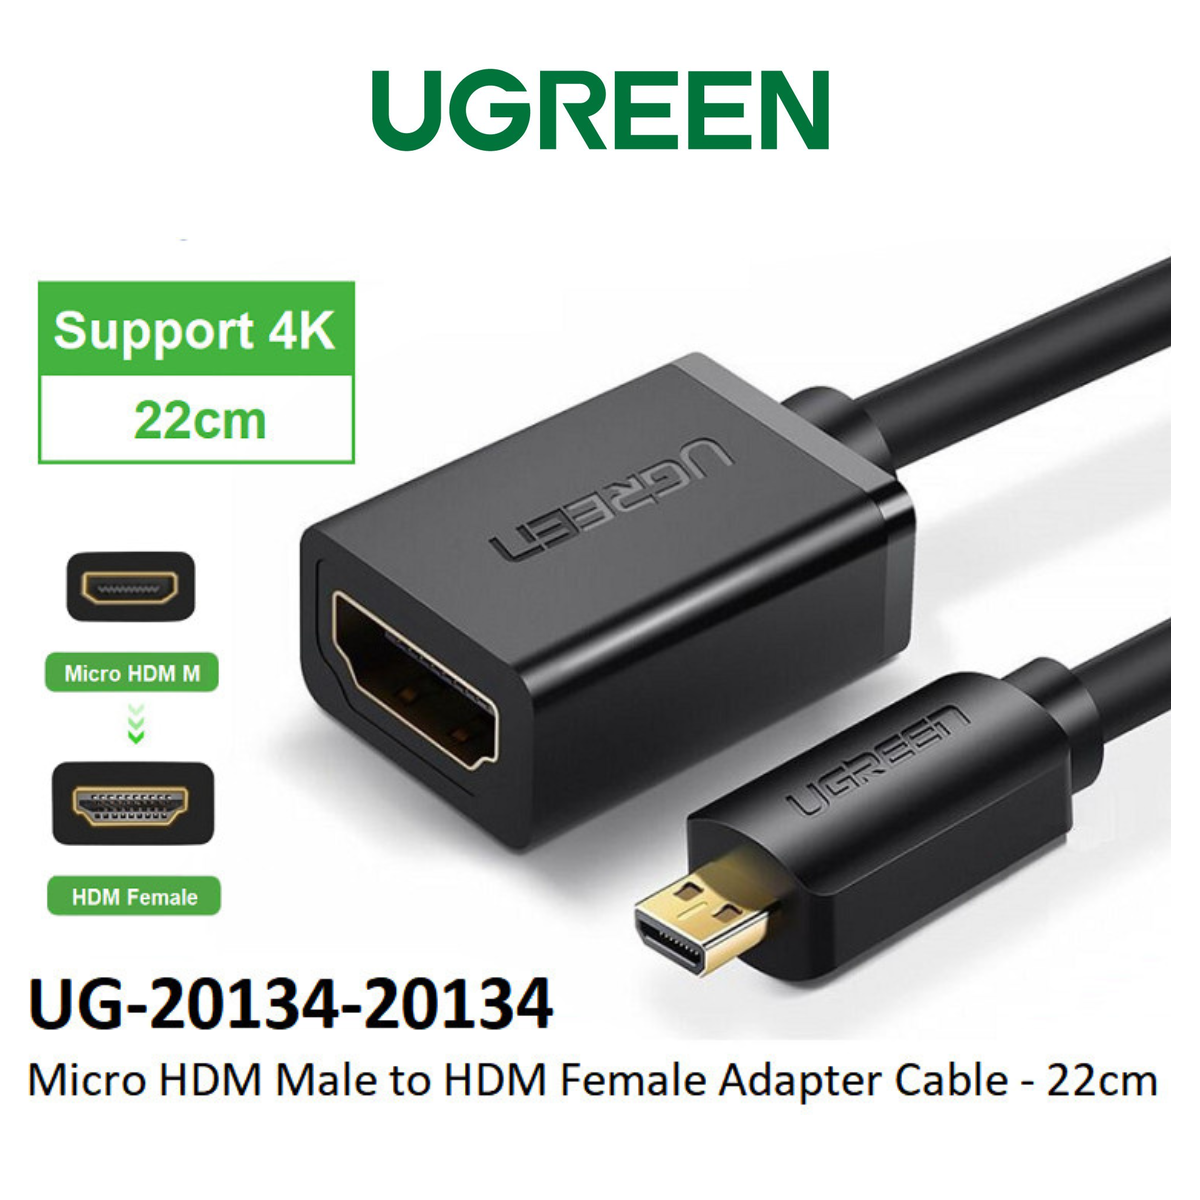 UGREEN
Support 4K
22cm
UGREEN
Micro HDM M
UGREEN
HDM Female
UG-20134-20134
Micro HDM Male to HDM Female Adapter Cable - 22cm